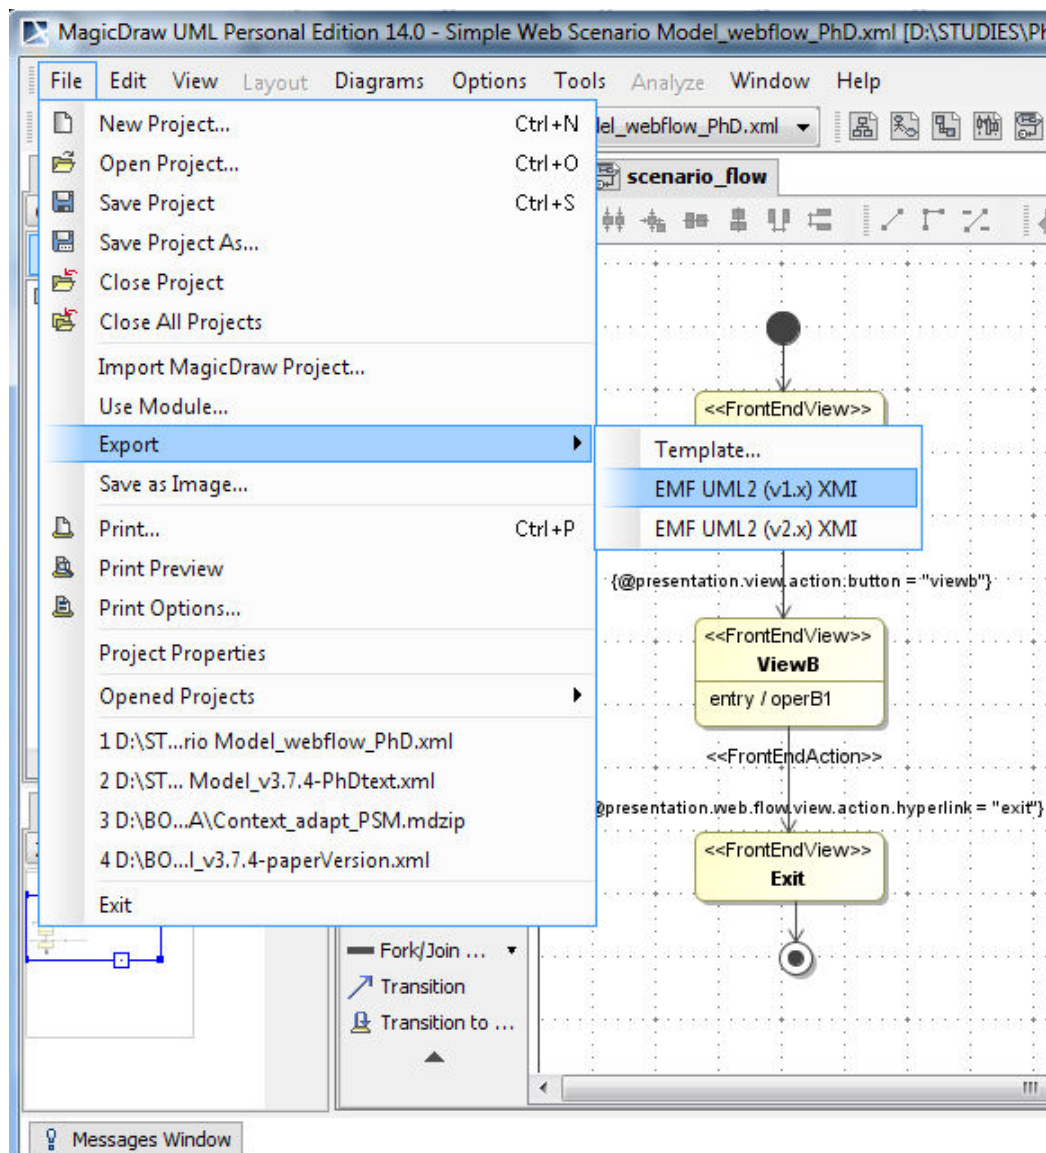 MagicDraw UML Personal Edition 14.0 - Simple Web Scenario Model_webflow_PhD.xml [D:\STUDIES\Ph
File Edit View Layout Diagrams Options Tools Analyze Window Help
New Project... Ctrl+N
lel_webflow_PhD.xml
Open Project... Ctrl+O
scenario_flow
Save Project Ctrl+S
Save Project As...
Close Project
Close All Projects
Import MagicDraw Project...
Use Module...
<<FrontEndView>>
Export
Template...
Save as Image...
EMF UML2 (v1.x) XMI
Print... Ctrl+P
EMF UML2 (v2.x) XMI
Print Preview
{@presentation.view.action.button = "viewb"}
Print Options...
<<FrontEndView>>
Project Properties
ViewB
Opened Projects
entry / operB1
1 D:\ST...rio Model_webflow_PhD.xml
<<FrontEndAction>>
2 D:\ST... Model_v3.7.4-PhDtext.xml
@presentation.web.flow.view.action.hyperlink = "exit"}
3 D:\BO...A\Context_adapt_PSM.mdzip
<<FrontEndView>>
4 D:\BO...l_v3.7.4-paperVersion.xml
Exit
Exit
Fork/Join ...
Transition
Transition to ...
Messages Window